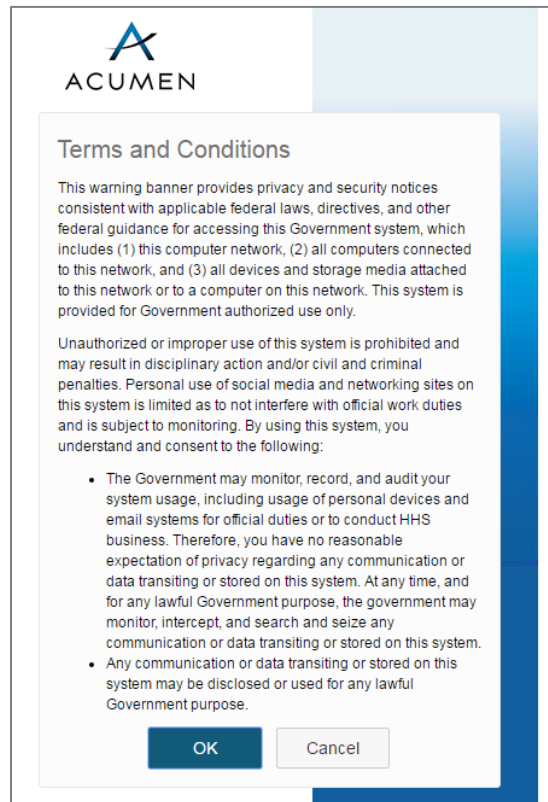 ACUMEN
Terms and Conditions
This warning banner provides privacy and security notices
consistent with applicable federal laws, directives, and other
federal guidance for accessing this Government system, which
includes (1) this computer network, (2) all computers connected
to this network, and (3) all devices and storage media attached
to this network or to a computer on this network. This system is
provided for Government authorized use only.
Unauthorized or improper use of this system is prohibited and
may result in disciplinary action and/or civil and criminal
penalties. Personal use of social media and networking sites on
this system is limited as to not interfere with official work duties
and is subject to monitoring. By using this system, you
understand and consent to the following:
• The Government may monitor, record, and audit your
system usage, including usage of personal devices and
email systems for official duties or to conduct HHS
business. Therefore, you have no reasonable
expectation of privacy regarding any communication or
data transiting or stored on this system. At any time, and
for any lawful Government purpose, the government may
monitor, intercept, and search and seize any
communication or data transiting or stored on this system.
• Any communication or data transiting or stored on this
system may be disclosed or used for any lawful
Government purpose.
OK Cancel